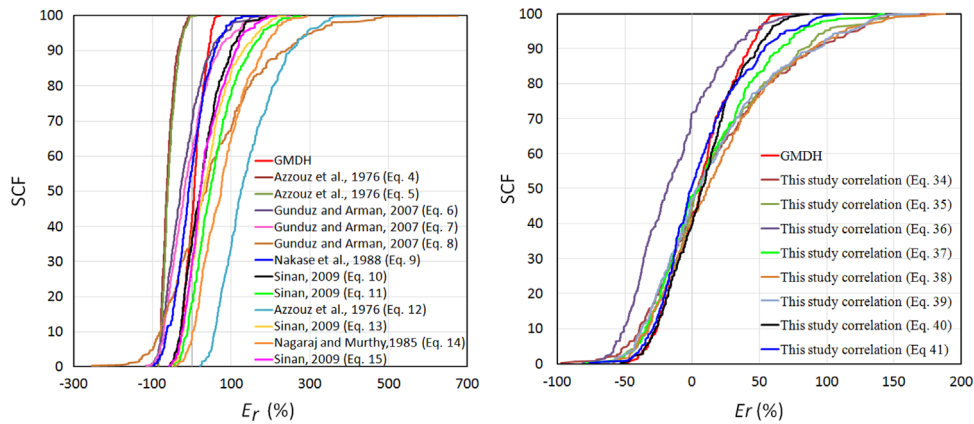 SCF
100
90
80
70
60
50
40
30
20
10
0
-300
-100
100
300
500
700
Er (%)
GMDH
Azzouz et al., 1976 (Eq. 4)
Azzouz et al., 1976 (Eq. 5)
Gunduz and Arman, 2007 (Eq. 6)
Gunduz and Arman, 2007 (Eq. 7)
Gunduz and Arman, 2007 (Eq. 8)
Nakase et al., 1988 (Eq. 9)
Sinan, 2009 (Eq. 10)
Sinan, 2009 (Eq. 11)
Azzouz et al., 1976 (Eq. 12)
Sinan, 2009 (Eq. 13)
Nagaraj and Murthy,1985 (Eq. 14)
Sinan, 2009 (Eq. 15)
SCF
100
90
80
70
60
50
40
30
20
10
0
-100
-50
0
50
100
150
200
Er (%)
GMDH
This study correlation (Eq. 34)
This study correlation (Eq. 35)
This study correlation (Eq. 36)
This study correlation (Eq. 37)
This study correlation (Eq. 38)
This study correlation (Eq. 39)
This study correlation (Eq. 40)
This study correlation (Eq 41)